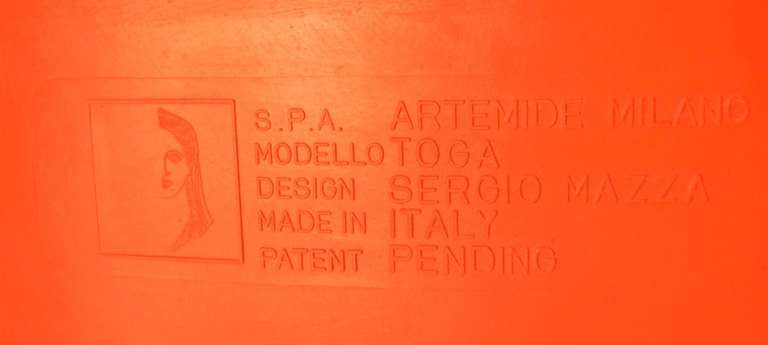 S.P.A. ARTEMIDE MILANO
MODELLO TOGA
DESIGN SERGIO MAZZA
MADE IN ITALY
PATENT PENDING